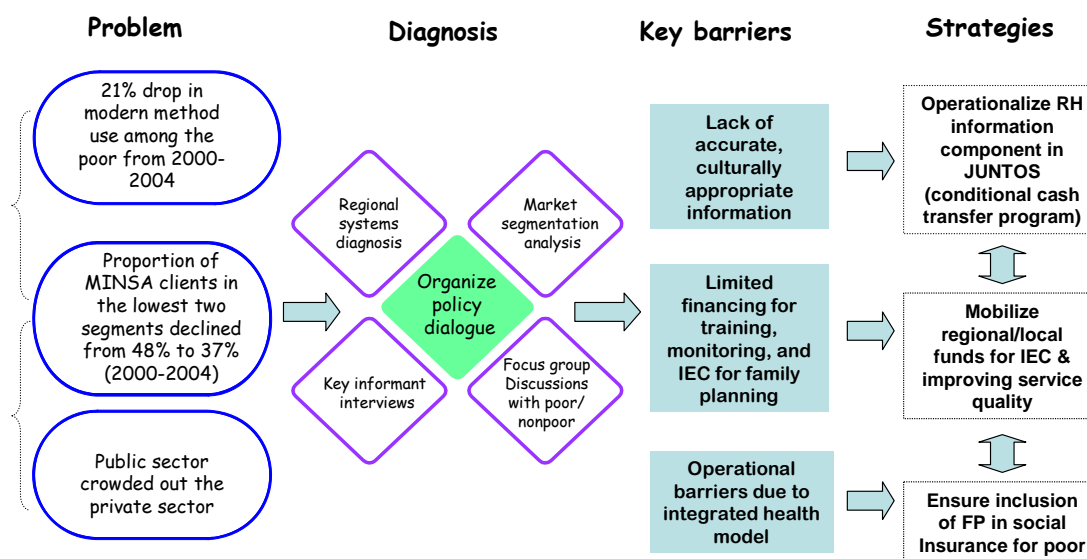 Problem
Diagnosis
Key barriers
Strategies
21% drop in
modern method
use among the
poor from 2000-
2004
Proportion of
MINSA clients in
the lowest two
segments declined
from 48% to 37%
(2000-2004)
Public sector
crowded out the
private sector
Regional
systems
diagnosis
Market
segmentation
analysis
Organize
policy
dialogue
Key informant
interviews
Focus group
Discussions
with poor/
nonpoor
Lack of
accurate,
culturally
appropriate
information
Limited
financing for
training,
monitoring, and
IEC for family
planning
Operational
barriers due to
integrated health
model
Operationalize RH
information
component in
JUNTOS
(conditional cash
transfer program)
Mobilize
regional/local
funds for IEC &
improving service
quality
Ensure inclusion
of FP in social
Insurance for poor